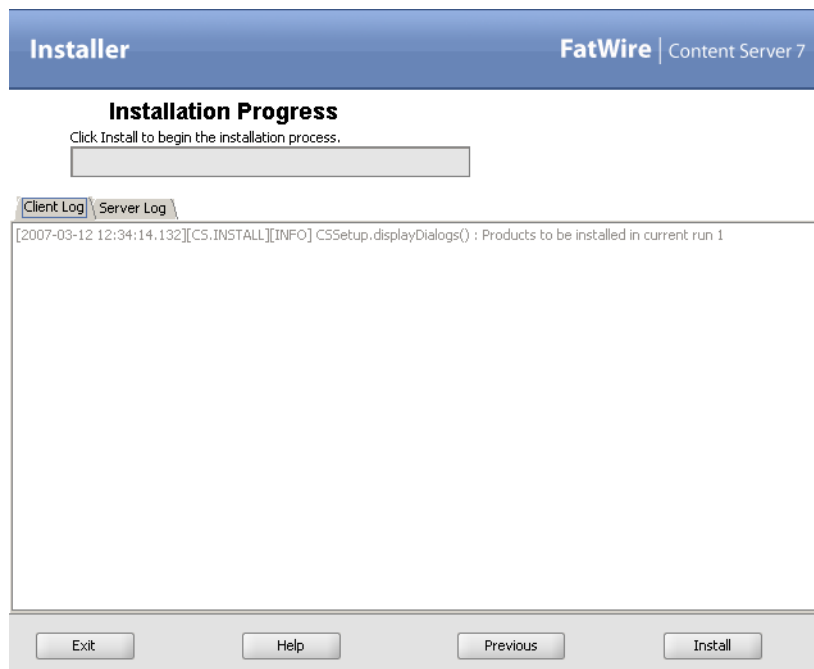 Installer
FatWire | Content Server 7
Installation Progress
Click Install to begin the installation process.
Client Log Server Log
[2007-03-12 12:34:14.132][CS.INSTALL][INFO] CSSetup.displayDialogs() : Products to be installed in current run 1
Exit Help Previous Install